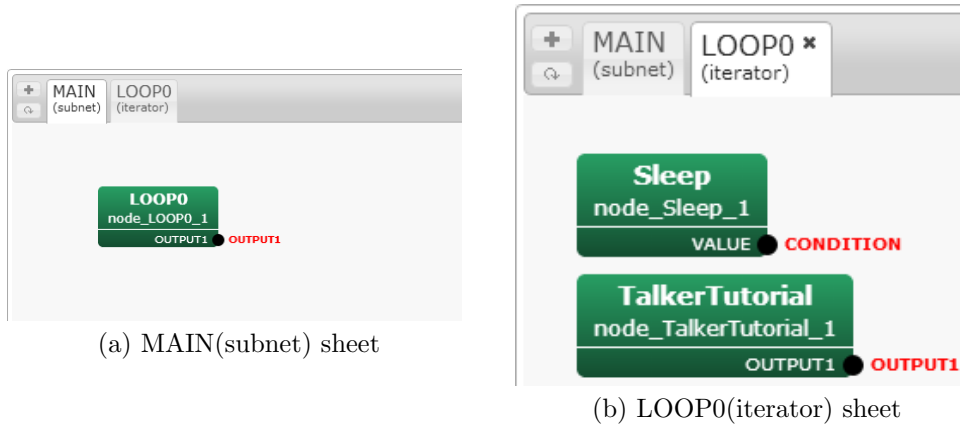 MAIN
(subnet)
LOOP0
(iterator)
LOOP0
node_LOOP0_1
OUTPUT1 OUTPUT1
(a) MAIN(subnet) sheet
MAIN
(subnet)
LOOP0 ✖
(iterator)
Sleep
node_Sleep_1
VALUE CONDITION
TalkerTutorial
node_TalkerTutorial_1
OUTPUT1 OUTPUT1
(b) LOOP0(iterator) sheet